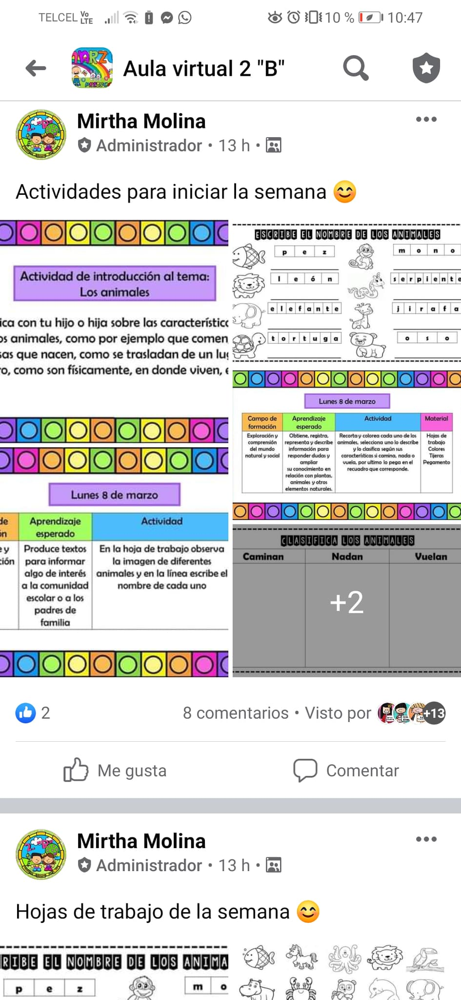 TELCEL Vo LTE 10 % 10:47
MARZO
Aula virtual 2 "B"
Mirtha Molina
Administrador • 13 h •
Actividades para iniciar la semana 😊
Actividad de introducción al tema:
Los animales
ica con tu hijo o hija sobre las característic
os animales, como por ejemplo que comen
sas que nacen, como se trasladan de un lug
ro, como son físicamente, en donde viven, e
ESCRIBE EL NOMBRE DE LOS ANIMALES
p e z
m o n o
l e ó n
s e r p i e n t e
e l e f a n t e
j i r a f a
t o r t u g a
o s o
Lunes 8 de marzo
Campo de
formación
Aprendizaje
esperado
Actividad
Material
Exploración y
comprensión
del mundo
natural y social
Obtiene, registra,
representa y describe
información para
responder dudas y
ampliar
su conocimiento en
relación con plantas,
animales y otros
elementos naturales.
Recorta y colorea cada uno de los
animales, selecciona uno lo describe
y lo clasifica según sus
características si camina, nada o
vuela, por ultimo lo pega en el
recuadro que corresponde.
Hojas de
trabajo
Colores
Tijeras
Pegamento
Lunes 8 de marzo
de
ón
Aprendizaje
esperado
Actividad
e y
ción
Produce textos
para informar
algo de interés
a la comunidad
escolar o a los
padres de
familia
En la hoja de trabajo observa
la imagen de diferentes
animales y en la línea escribe el
nombre de cada uno
CLASIFICA LOS ANIMALES
Caminan Nadan Vuelan
+2
2 8 comentarios • Visto por +13
Me gusta Comentar
Mirtha Molina
Administrador • 13 h •
Hojas de trabajo de la semana 😊
RIBE EL NOMBRE DE LOS ANIMA
p e z
m o